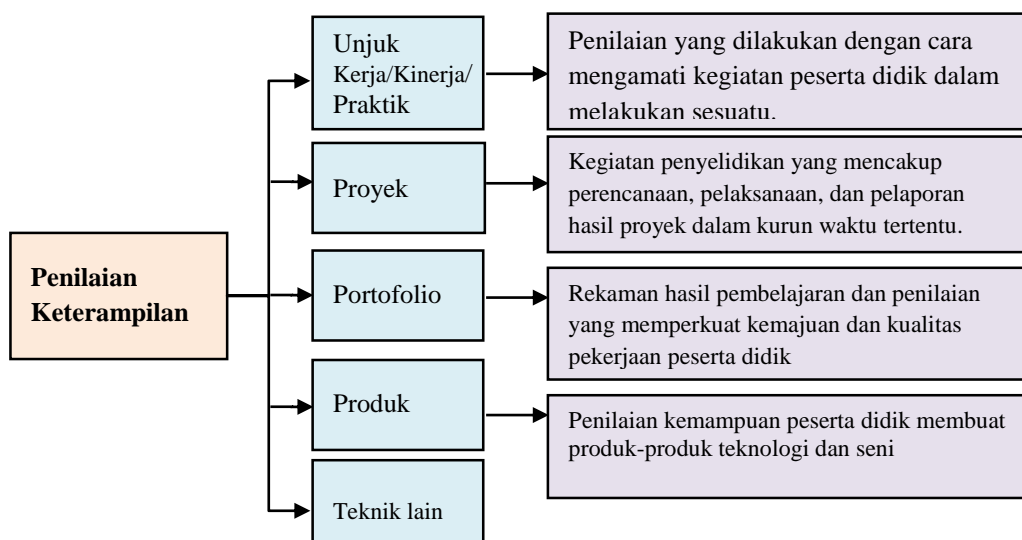 Penilaian
Keterampilan
Unjuk
Kerja/Kinerja/
Praktik
Penilaian yang dilakukan dengan cara
mengamati kegiatan peserta didik dalam
melakukan sesuatu.
Proyek
Kegiatan penyelidikan yang mencakup
perencanaan, pelaksanaan, dan pelaporan
hasil proyek dalam kurun waktu tertentu.
Portofolio
Rekaman hasil pembelajaran dan penilaian
yang memperkuat kemajuan dan kualitas
pekerjaan peserta didik
Produk
Penilaian kemampuan peserta didik membuat
produk-produk teknologi dan seni
Teknik lain